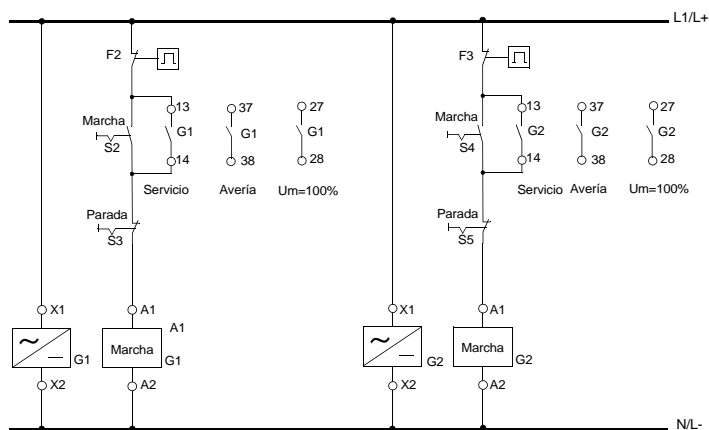 L1/L+
F2
F3
13
37
27
13
37
27
Marcha
G1
G1
G1
Marcha
G2
G2
G2
S2
S4
14
38
28
14
38
28
Servicio
Avería
Um=100%
Servicio
Avería
Um=100%
Parada
S3
Parada
S5
X1
A1
X1
A1
A1
Marcha
G1
G1
Marcha
G2
G2
X2
A2
X2
A2
N/L-